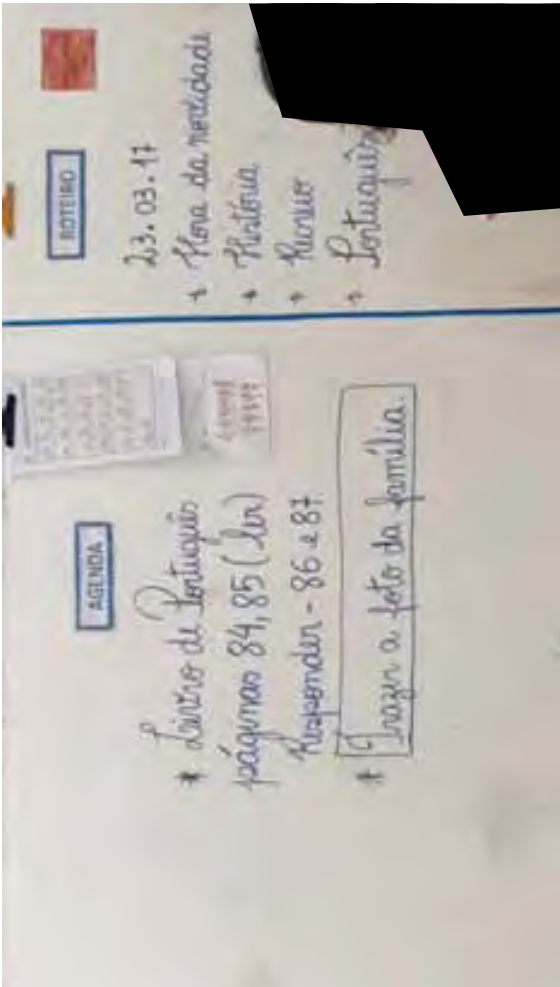 AGENDA
* Livro de Português
páginas 84, 85 (ler)
Responder - 86 e 87
* Trazer a foto da família.
ROTEIRO
23.03.17
Hora da novidade
História
Recreio
Português